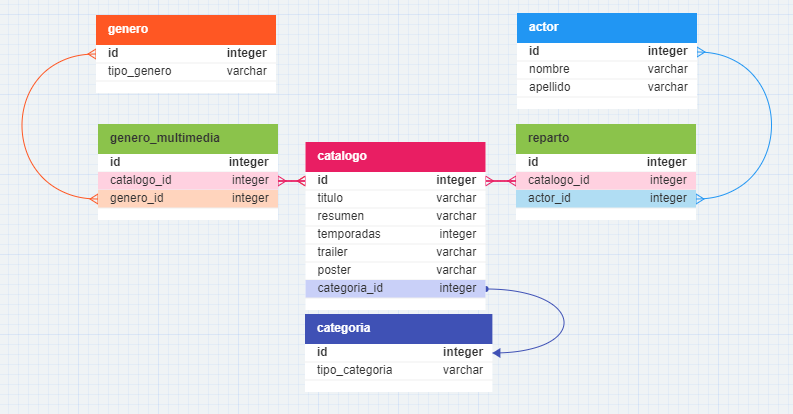 genero
id integer
tipo_genero varchar
actor
id integer
nombre varchar
apellido varchar
genero_multimedia
id integer
catalogo_id integer
genero_id integer
catalogo
id integer
titulo varchar
resumen varchar
temporadas integer
trailer varchar
poster varchar
categoria_id integer
reparto
id integer
catalogo_id integer
actor_id integer
categoria
id integer
tipo_categoria varchar